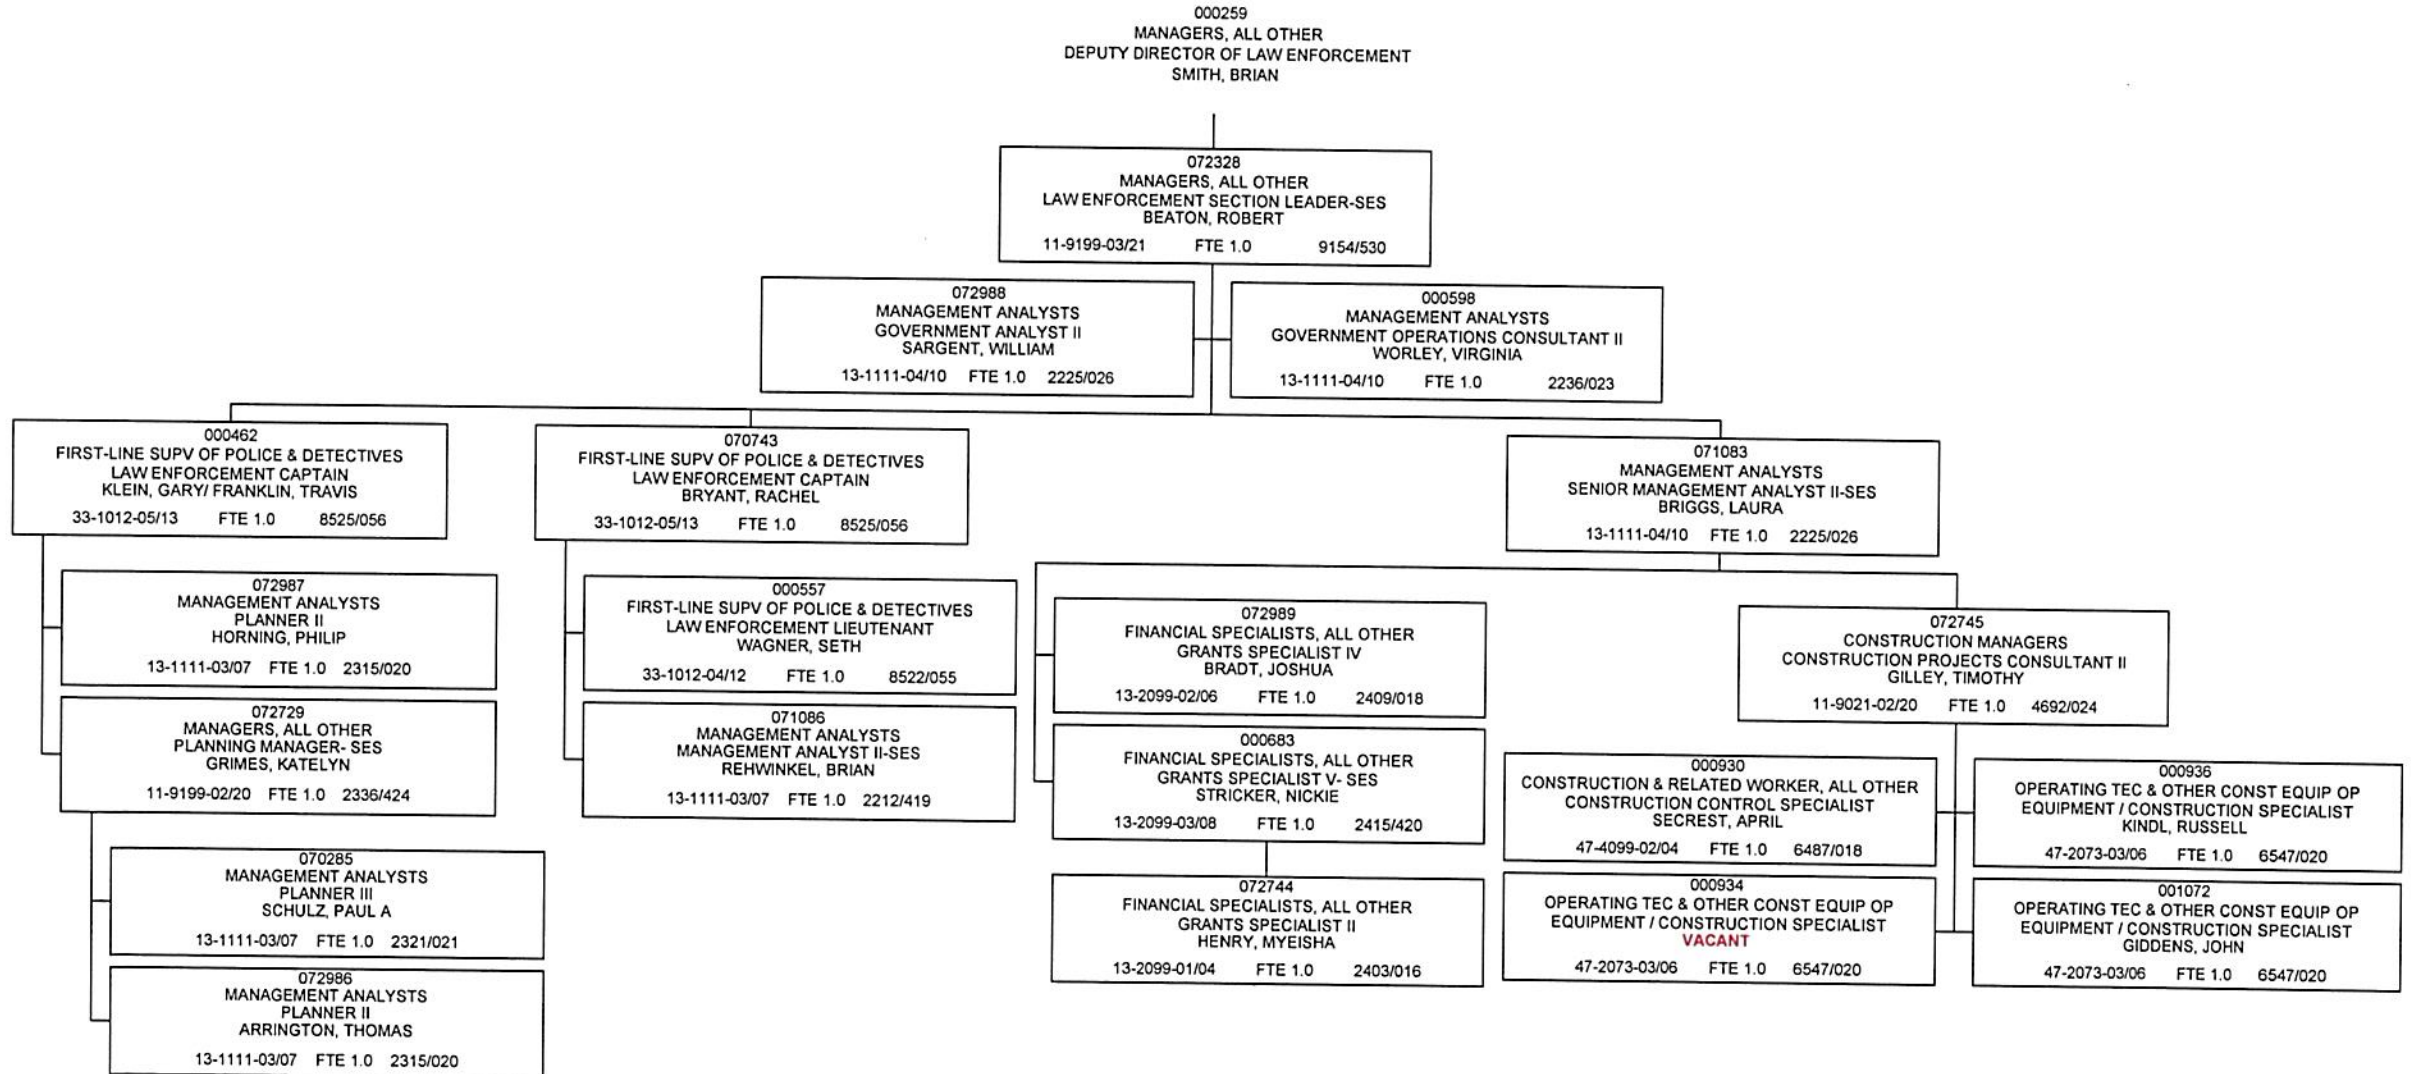 000259
MANAGERS, ALL OTHER
DEPUTY DIRECTOR OF LAW ENFORCEMENT
SMITH, BRIAN
072328
MANAGERS, ALL OTHER
LAW ENFORCEMENT SECTION LEADER-SES
BEATON, ROBERT
11-9199-03/21 FTE 1.0 9154/530
072988
MANAGEMENT ANALYSTS
GOVERNMENT ANALYST II
SARGENT, WILLIAM
13-1111-04/10 FTE 1.0 2225/026
000598
MANAGEMENT ANALYSTS
GOVERNMENT OPERATIONS CONSULTANT II
WORLEY, VIRGINIA
13-1111-04/10 FTE 1.0 2236/023
000462
FIRST-LINE SUPV OF POLICE & DETECTIVES
LAW ENFORCEMENT CAPTAIN
KLEIN, GARY/ FRANKLIN, TRAVIS
33-1012-05/13 FTE 1.0 8525/056
072987
MANAGEMENT ANALYSTS
PLANNER II
HORNING, PHILIP
13-1111-03/07 FTE 1.0 2315/020
072729
MANAGERS, ALL OTHER
PLANNING MANAGER- SES
GRIMES, KATELYN
11-9199-02/20 FTE 1.0 2336/424
070285
MANAGEMENT ANALYSTS
PLANNER III
SCHULZ, PAUL A
13-1111-03/07 FTE 1.0 2321/021
072986
MANAGEMENT ANALYSTS
PLANNER II
ARRINGTON, THOMAS
13-1111-03/07 FTE 1.0 2315/020
070743
FIRST-LINE SUPV OF POLICE & DETECTIVES
LAW ENFORCEMENT CAPTAIN
BRYANT, RACHEL
33-1012-05/13 FTE 1.0 8525/056
000557
FIRST-LINE SUPV OF POLICE & DETECTIVES
LAW ENFORCEMENT LIEUTENANT
WAGNER, SETH
33-1012-04/12 FTE 1.0 8522/055
071086
MANAGEMENT ANALYSTS
MANAGEMENT ANALYST II-SES
REHWINKEL, BRIAN
13-1111-03/07 FTE 1.0 2212/419
071083
MANAGEMENT ANALYSTS
SENIOR MANAGEMENT ANALYST II-SES
BRIGGS, LAURA
13-1111-04/10 FTE 1.0 2225/026
072989
FINANCIAL SPECIALISTS, ALL OTHER
GRANTS SPECIALIST IV
BRADT, JOSHUA
13-2099-02/06 FTE 1.0 2409/018
000683
FINANCIAL SPECIALISTS, ALL OTHER
GRANTS SPECIALIST V- SES
STRICKER, NICKIE
13-2099-03/08 FTE 1.0 2415/420
072744
FINANCIAL SPECIALISTS, ALL OTHER
GRANTS SPECIALIST II
HENRY, MYEISHA
13-2099-01/04 FTE 1.0 2403/016
072745
CONSTRUCTION MANAGERS
CONSTRUCTION PROJECTS CONSULTANT II
GILLEY, TIMOTHY
11-9021-02/20 FTE 1.0 4692/024
000930
CONSTRUCTION & RELATED WORKER, ALL OTHER
CONSTRUCTION CONTROL SPECIALIST
SECREST, APRIL
47-4099-02/04 FTE 1.0 6487/018
000936
OPERATING TEC & OTHER CONST EQUIP OP
EQUIPMENT / CONSTRUCTION SPECIALIST
KINDL, RUSSELL
47-2073-03/06 FTE 1.0 6547/020
000934
OPERATING TEC & OTHER CONST EQUIP OP
EQUIPMENT / CONSTRUCTION SPECIALIST
VACANT
47-2073-03/06 FTE 1.0 6547/020
001072
OPERATING TEC & OTHER CONST EQUIP OP
EQUIPMENT / CONSTRUCTION SPECIALIST
GIDDENS, JOHN
47-2073-03/06 FTE 1.0 6547/020